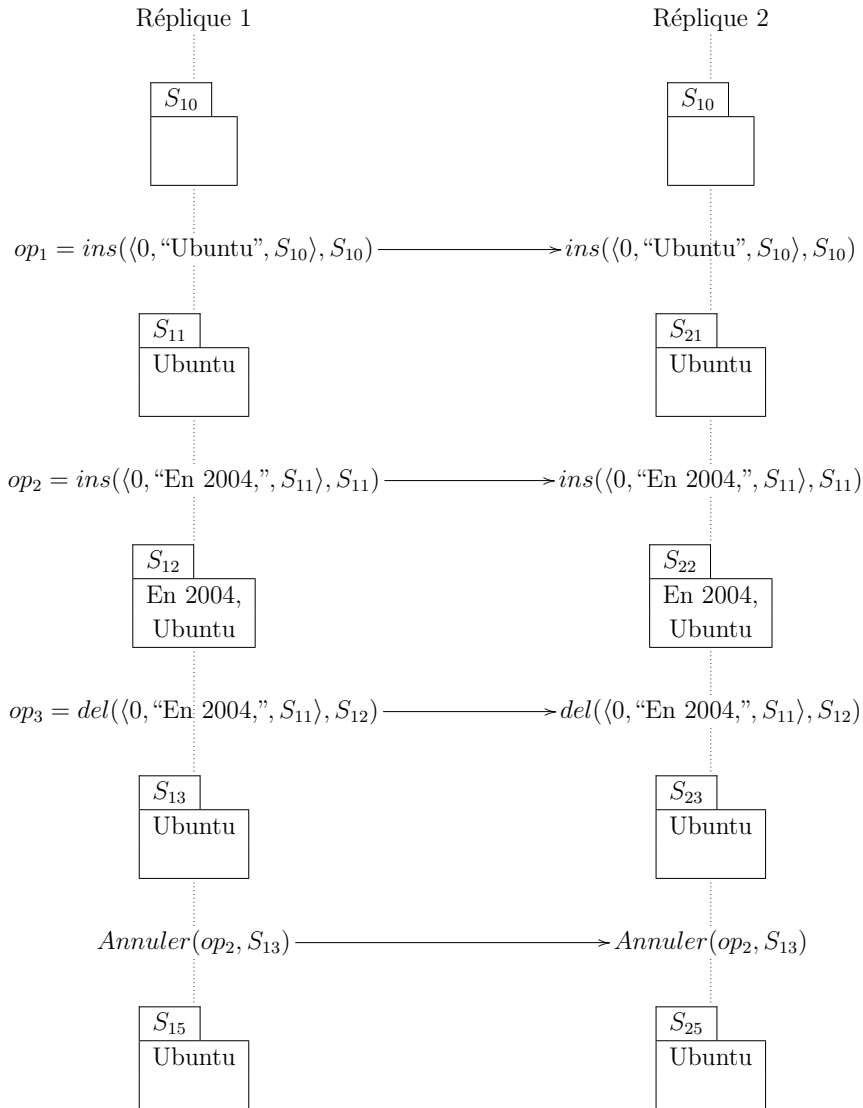 Réplique 1 Réplique 2
S₁₀ S₁₀
op₁ = ins(⟨0, “Ubuntu”, S₁₀⟩, S₁₀) ins(⟨0, “Ubuntu”, S₁₀⟩, S₁₀)
S₁₁ S₂₁
Ubuntu Ubuntu
op₂ = ins(⟨0, “En 2004,”, S₁₁⟩, S₁₁) ins(⟨0, “En 2004,”, S₁₁⟩, S₁₁)
S₁₂ S₂₂
En 2004, En 2004,
Ubuntu Ubuntu
op₃ = del(⟨0, “En 2004,”, S₁₁⟩, S₁₂) del(⟨0, “En 2004,”, S₁₁⟩, S₁₂)
S₁₃ S₂₃
Ubuntu Ubuntu
Annuler(op₂, S₁₃) Annuler(op₂, S₁₃)
S₁₅ S₂₅
Ubuntu Ubuntu